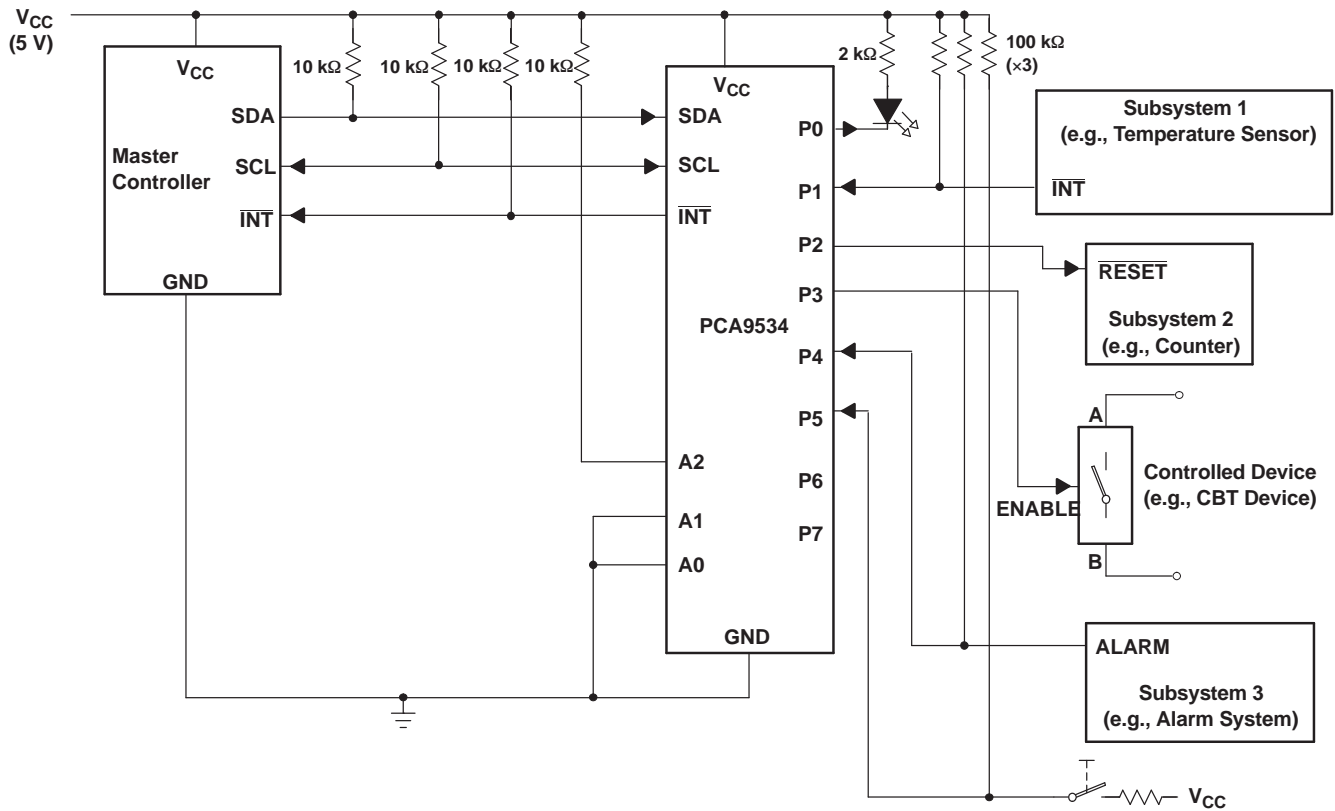 VCC
(5 V)
VCC
SDA
Master
Controller
SCL
INT
GND
10 kΩ
10 kΩ
10 kΩ
10 kΩ
VCC
SDA
SCL
INT
PCA9534
A2
A1
A0
GND
P0
P1
P2
P3
P4
P5
P6
P7
2 kΩ
100 kΩ
(×3)
Subsystem 1
(e.g., Temperature Sensor)
INT
RESET
Subsystem 2
(e.g., Counter)
A
ENABLE
B
Controlled Device
(e.g., CBT Device)
ALARM
Subsystem 3
(e.g., Alarm System)
VCC